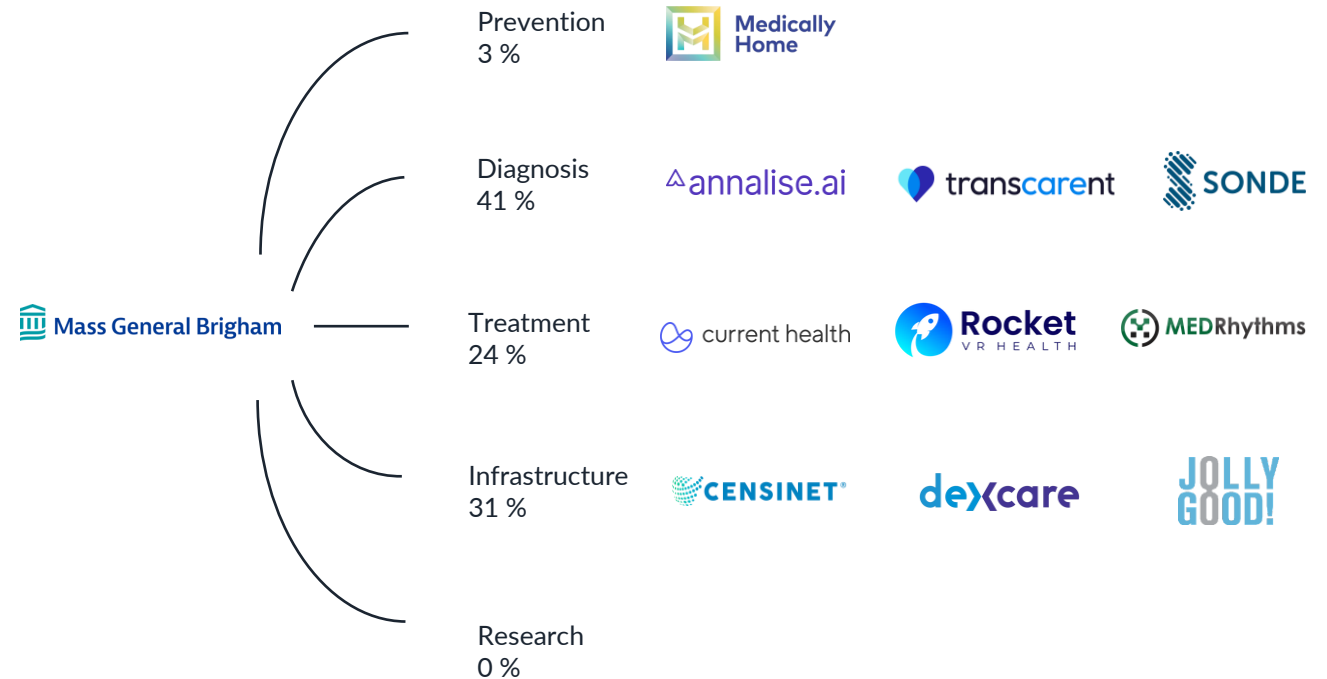 Prevention
3 %
Medically
Home
Diagnosis
41 %
annalise.ai
transcarent
SONDE
Mass General Brigham
Treatment
24 %
current health
Rocket
VR HEALTH
MEDRhythms
Infrastructure
31 %
CENSINET®
dexcare
JOLLY
GOOD!
Research
0 %